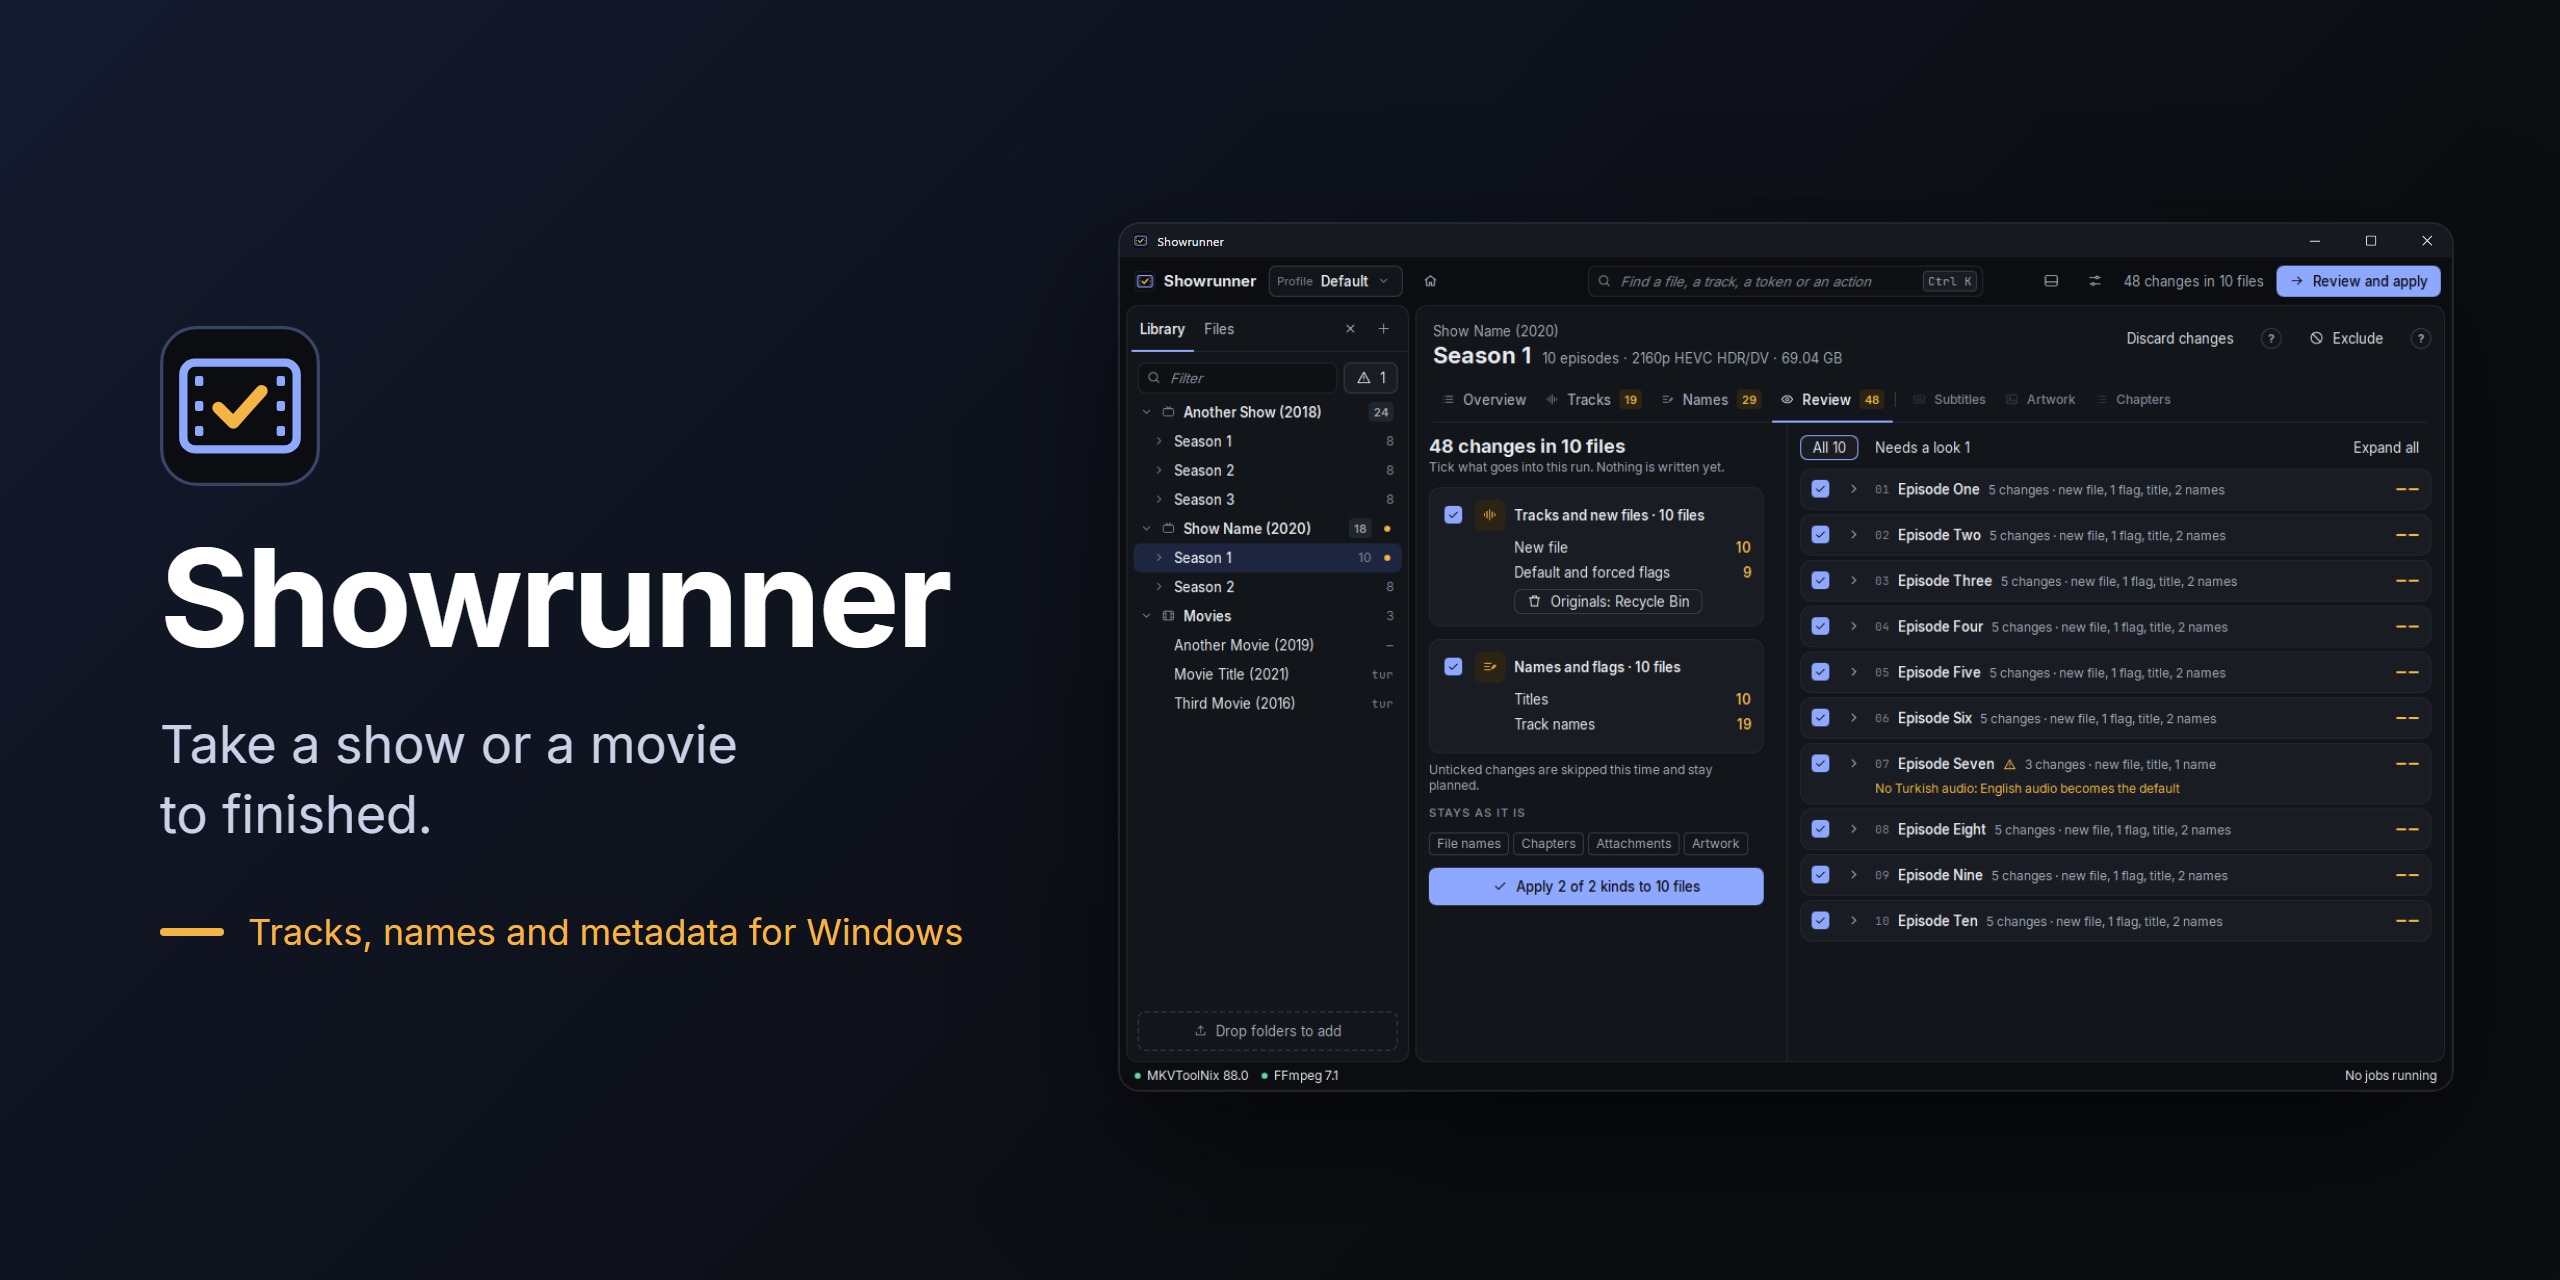 Showrunner
Take a show or a movie
to finished.
Tracks, names and metadata for Windows
Showrunner
Showrunner Profile Default
Find a file, a track, a token or an action Ctrl K
48 changes in 10 files Review and apply
Library Files
Filter 1
Another Show (2018) 24
Season 1 8
Season 2 8
Season 3 8
Show Name (2020) 18
Season 1 10
Season 2 8
Movies 3
Another Movie (2019) –
Movie Title (2021) tur
Third Movie (2016) tur
Drop folders to add
Show Name (2020)
Season 1 10 episodes · 2160p HEVC HDR/DV · 69.04 GB
Discard changes ? Exclude ?
Overview Tracks 19 Names 29 Review 48 Subtitles Artwork Chapters
48 changes in 10 files
Tick what goes into this run. Nothing is written yet.
Tracks and new files · 10 files
New file 10
Default and forced flags 9
Originals: Recycle Bin
Names and flags · 10 files
Titles 10
Track names 19
Unticked changes are skipped this time and stay
planned.
STAYS AS IT IS
File names Chapters Attachments Artwork
Apply 2 of 2 kinds to 10 files
All 10 Needs a look 1 Expand all
01 Episode One 5 changes · new file, 1 flag, title, 2 names
02 Episode Two 5 changes · new file, 1 flag, title, 2 names
03 Episode Three 5 changes · new file, 1 flag, title, 2 names
04 Episode Four 5 changes · new file, 1 flag, title, 2 names
05 Episode Five 5 changes · new file, 1 flag, title, 2 names
06 Episode Six 5 changes · new file, 1 flag, title, 2 names
07 Episode Seven 3 changes · new file, title, 1 name
No Turkish audio: English audio becomes the default
08 Episode Eight 5 changes · new file, 1 flag, title, 2 names
09 Episode Nine 5 changes · new file, 1 flag, title, 2 names
10 Episode Ten 5 changes · new file, 1 flag, title, 2 names
MKVToolNix 88.0 FFmpeg 7.1
No jobs running